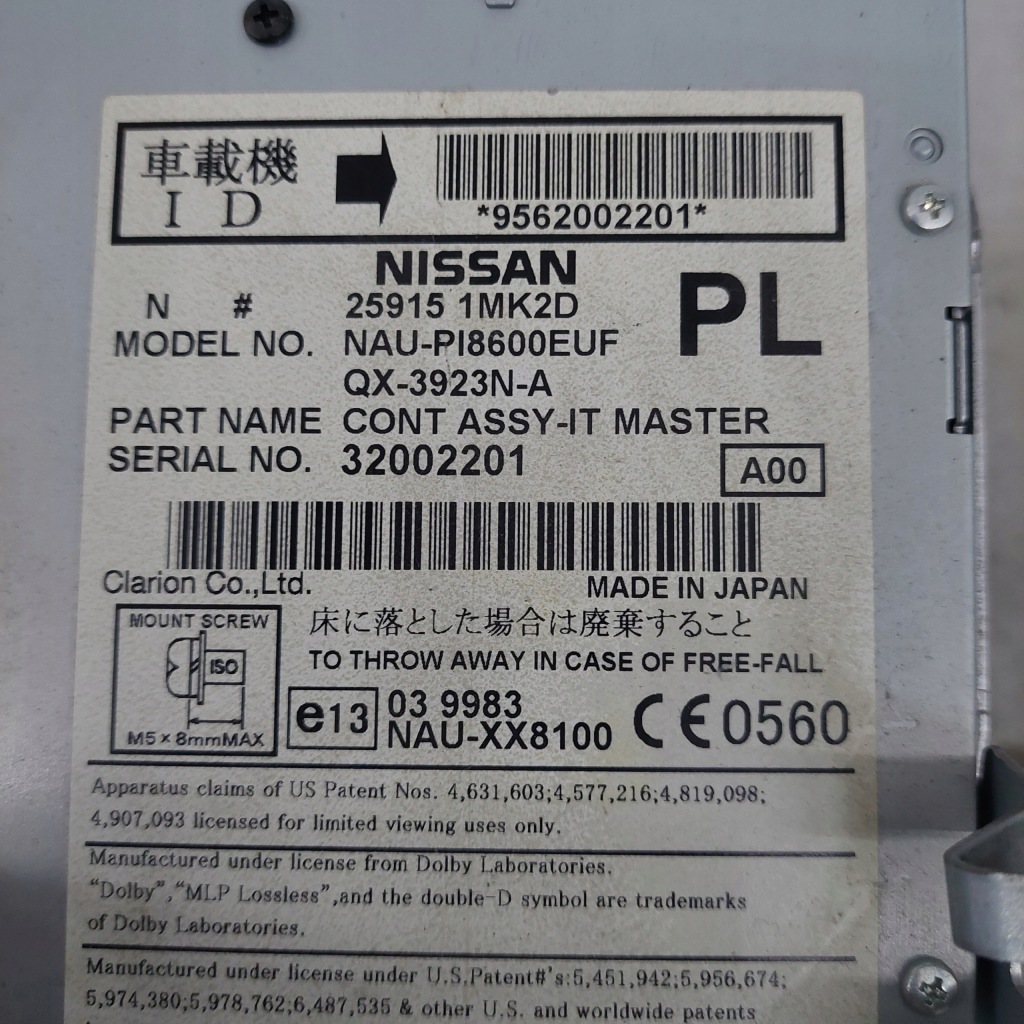 車載機
ID
*9562002201*
NISSAN
N # 25915 1MK2D
PL
MODEL NO. NAU-PI8600EUF
QX-3923N-A
PART NAME CONT ASSY-IT MASTER
SERIAL NO. 32002201
A00
Clarion Co.,Ltd.
MADE IN JAPAN
MOUNT SCREW
ISO
M5×8mmMAX
床に落とした場合は廃棄すること
TO THROW AWAY IN CASE OF FREE-FALL
e13
03 9983
NAU-XX8100
CE0560
Apparatus claims of US Patent Nos. 4,631,603;4,577,216;4,819,098;
4,907,093 licensed for limited viewing uses only.
Manufactured under license from Dolby Laboratories.
“Dolby”,“MLP Lossless”,and the double-D symbol are trademarks
of Dolby Laboratories.
Manufactured under license under U.S.Patent#'s:5,451,942;5,956,674;
5,974,380;5,978,762;6,487,535 & other U.S. and worldwide patents